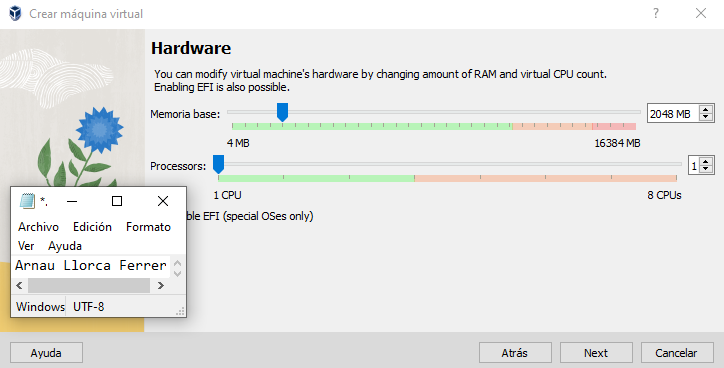 Crear máquina virtual
Hardware
You can modify virtual machine's hardware by changing amount of RAM and virtual CPU count.
Enabling EFI is also possible.
Memoria base:
2048 MB
4 MB
16384 MB
Processors:
1
1 CPU
8 CPUs
ble EFI (special OSes only)
*.
Archivo Edición Formato
Ver Ayuda
Arnau Llorca Ferrer
Windows UTF-8
Ayuda
Atrás
Next
Cancelar